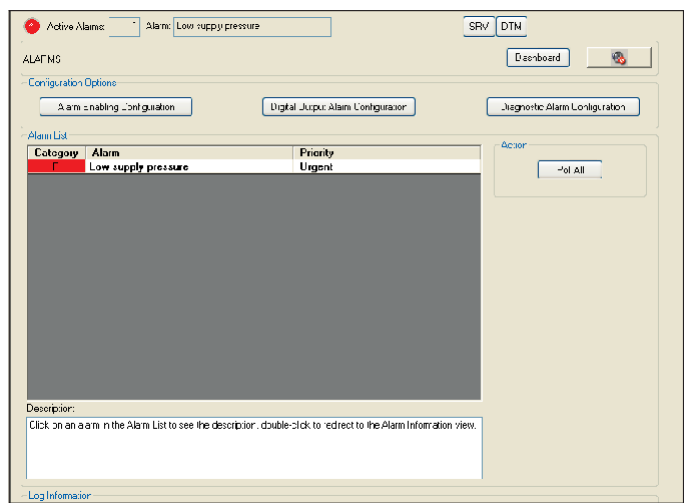 Active Alarms: Alarm: Low supply pressure SRV DTM
ALARMS Dashboard
Configuration Options
Alarm Enabling Configuration Digital Output Alarm Configuration Diagnostic Alarm Configuration
Alarm List Action
Category Alarm Priority
F Low supply pressure Urgent
Poll All
Description:
Click on an alarm in the Alarm List to see the description, double-click to redirect to the Alarm Information view.
Log Information